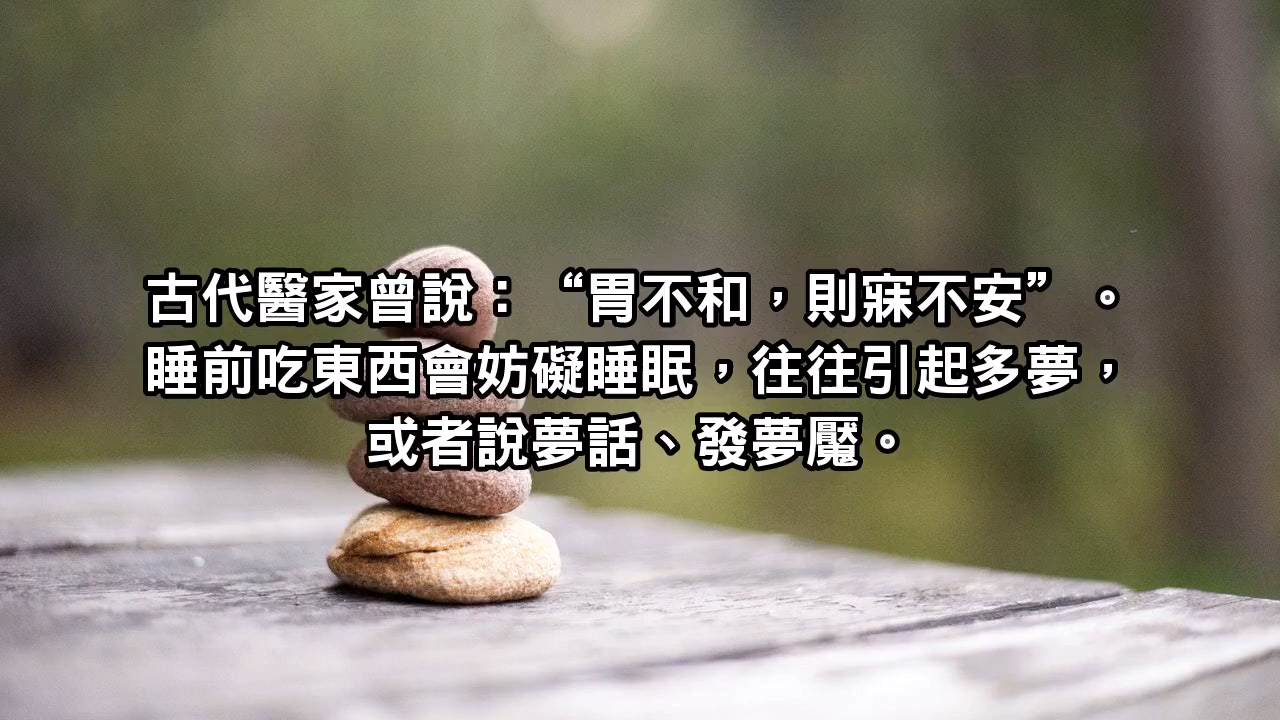 古代醫家曾說：“胃不和，則寐不安”。
睡前吃東西會妨礙睡眠，往往引起多夢，
或者說夢話、發夢魘。